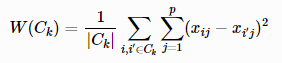 W(C_k) = \frac{1}{|C_k|} \sum_{i,i' \in C_k} \sum_{j=1}^{p} (x_{ij} - x_{i'j})^2